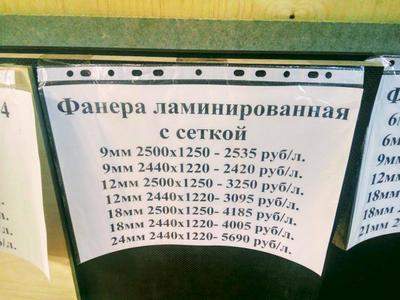 4
Фанера ламинированная
с сеткой
9мм 2500х1250 - 2535 руб/л.
9мм 2440х1220 - 2420 руб/л.
12мм 2500х1250 - 3250 руб/л.
12мм 2440х1220- 3095 руб/л.
18мм 2500х1250- 4185 руб/л.
18мм 2440х1220- 4005 руб/л.
24мм 2440х1220- 5690 руб/л.